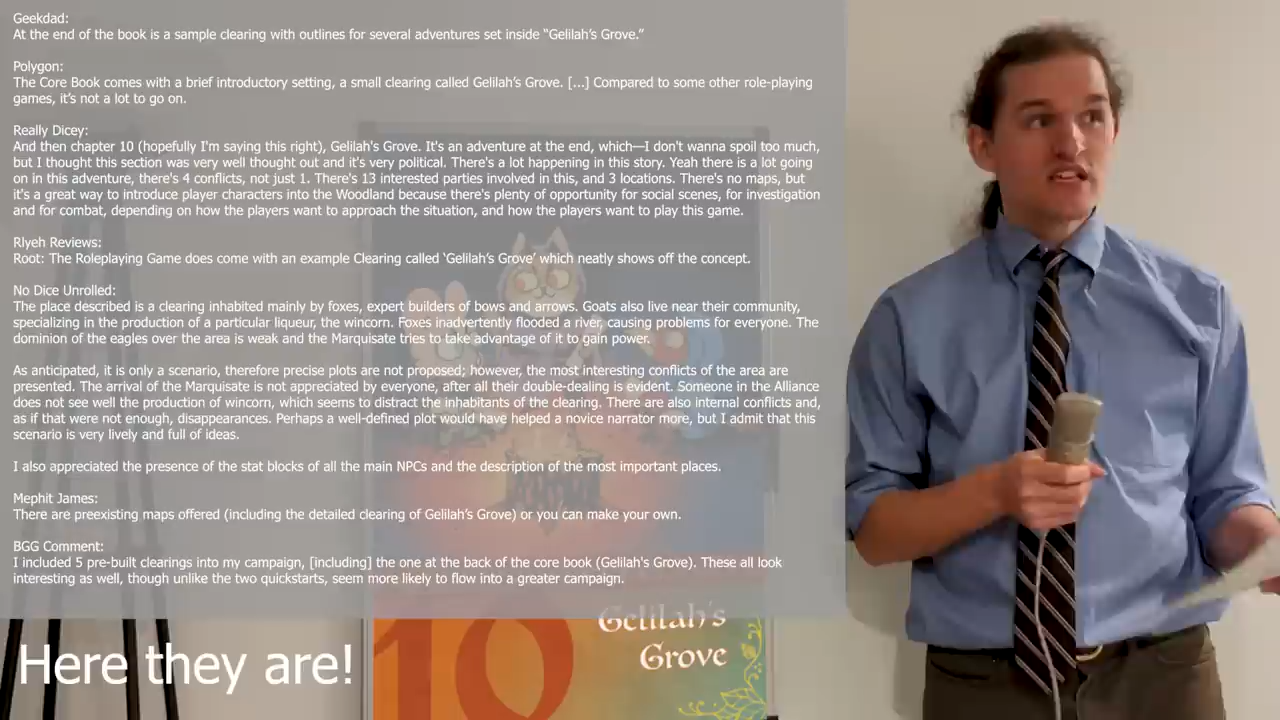 Geekdad:
At the end of the book is a sample clearing with outlines for several adventures set inside “Gelilah’s Grove.”
Polygon:
The Core Book comes with a brief introductory setting, a small clearing called Gelilah’s Grove. [...] Compared to some other role-playing
games, it’s not a lot to go on.
Really Dicey:
And then chapter 10 (hopefully I'm saying this right), Gelilah's Grove. It's an adventure at the end, which—I don't wanna spoil too much,
but I thought this section was very well thought out and it's very political. There's a lot happening in this story. Yeah there is a lot going
on in this adventure, there's 4 conflicts, not just 1. There's 13 interested parties involved in this, and 3 locations. There's no maps, but
it's a great way to introduce player characters into the Woodland because there's plenty of opportunity for social scenes, for investigation
and for combat, depending on how the players want to approach the situation, and how the players want to play this game.
Rlyeh Reviews:
Root: The Roleplaying Game does come with an example Clearing called ‘Gelilah’s Grove’ which neatly shows off the concept.
No Dice Unrolled:
The place described is a clearing inhabited mainly by foxes, expert builders of bows and arrows. Goats also live near their community,
specializing in the production of a particular liqueur, the wincorn. Foxes inadvertently flooded a river, causing problems for everyone. The
dominion of the eagles over the area is weak and the Marquisate tries to take advantage of it to gain power.
As anticipated, it is only a scenario, therefore precise plots are not proposed; however, the most interesting conflicts of the area are
presented. The arrival of the Marquisate is not appreciated by everyone, after all their double-dealing is evident. Someone in the Alliance
does not see well the production of wincorn, which seems to distract the inhabitants of the clearing. There are also internal conflicts and,
as if that were not enough, disappearances. Perhaps a well-defined plot would have helped a novice narrator more, but I admit that this
scenario is very lively and full of ideas.
I also appreciated the presence of the stat blocks of all the main NPCs and the description of the most important places.
Mephit James:
There are preexisting maps offered (including the detailed clearing of Gelilah’s Grove) or you can make your own.
BGG Comment:
I included 5 pre-built clearings into my campaign, [including] the one at the back of the core book (Gelilah's Grove). These all look
interesting as well, though unlike the two quickstarts, seem more likely to flow into a greater campaign.
Here they are!
10
Gelilah's
Grove